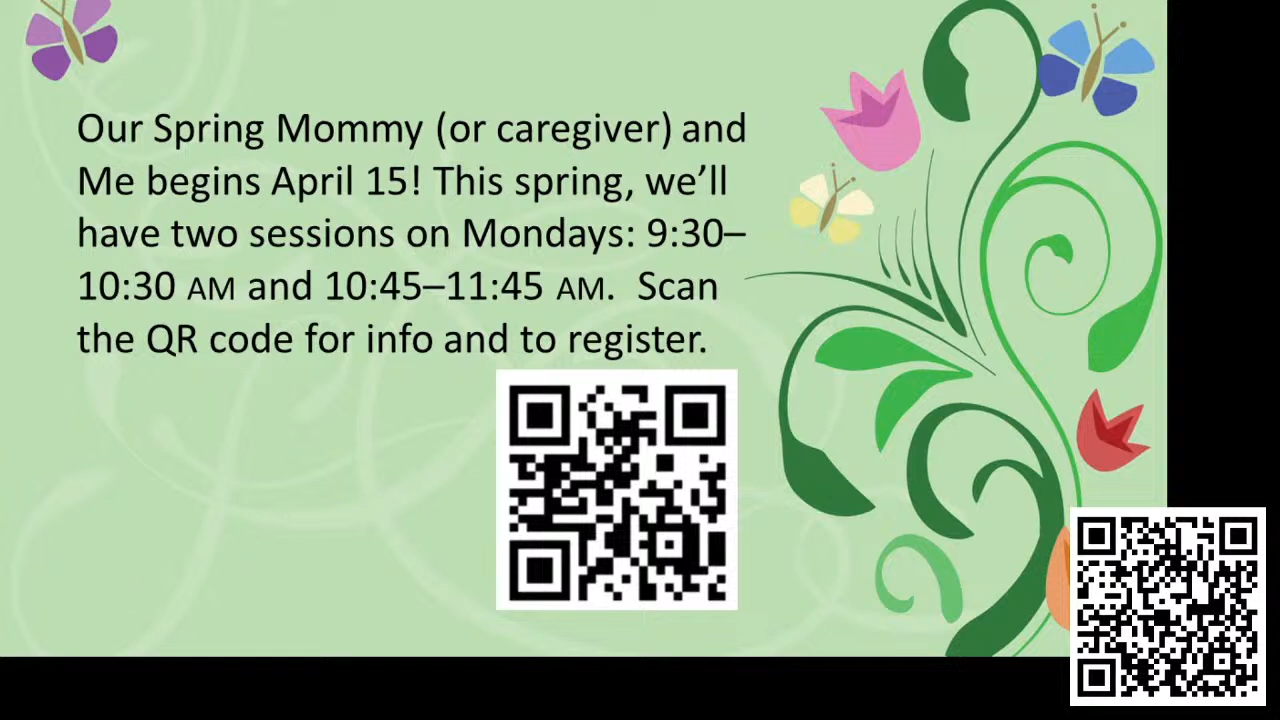 Our Spring Mommy (or caregiver) and
Me begins April 15! This spring, we’ll
have two sessions on Mondays: 9:30–
10:30 AM and 10:45–11:45 AM.  Scan
the QR code for info and to register.